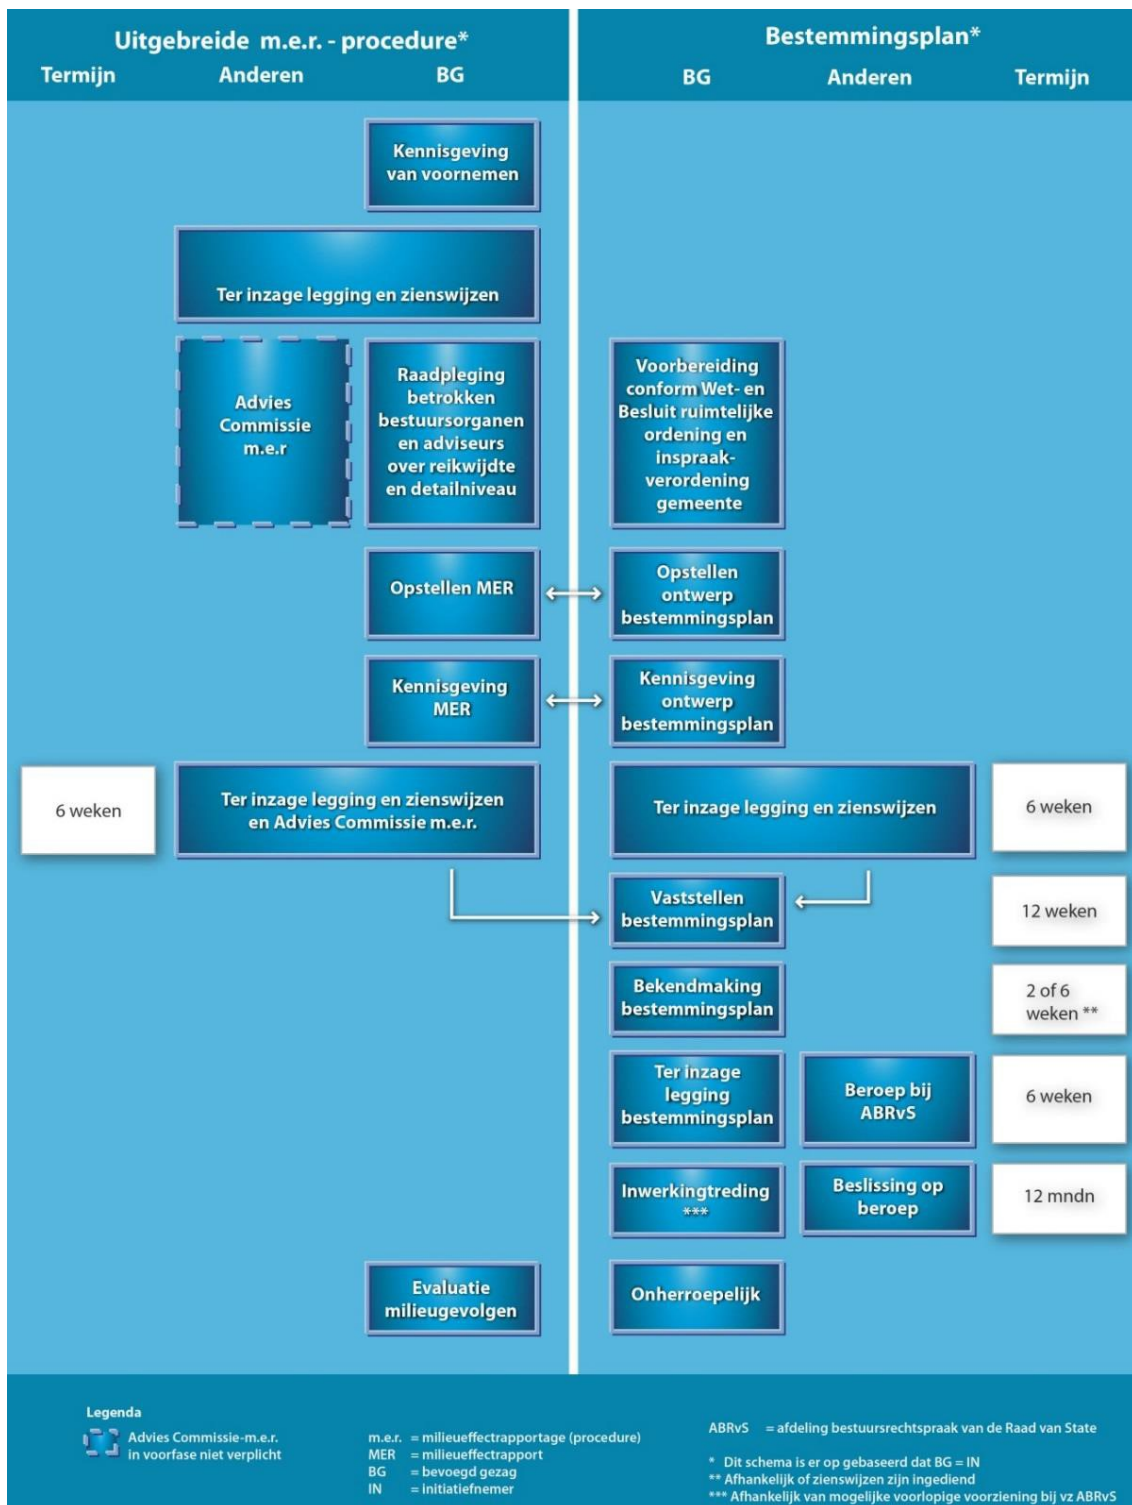 Uitgebreide m.e.r. - procedure*
Bestemmingsplan*
Termijn
Anderen
BG
BG
Anderen
Termijn
Kennisgeving
van voornemen
Ter inzage legging en zienswijzen
Advies
Commissie
m.e.r
Raadpleging
betrokken
bestuursorganen
en adviseurs
over reikwijdte
en detailniveau
Voorbereiding
conform Wet- en
Besluit ruimtelijke
ordening en
inspraak-
verordening
gemeente
Opstellen MER
Opstellen
ontwerp
bestemmingsplan
Kennisgeving
MER
Kennisgeving
ontwerp
bestemmingsplan
6 weken
Ter inzage legging en zienswijzen
en Advies Commissie m.e.r.
Ter inzage legging en zienswijzen
6 weken
Vaststellen
bestemmingsplan
12 weken
Bekendmaking
bestemmingsplan
2 of 6
weken **
Ter inzage
legging
bestemmingsplan
Beroep bij
ABRvS
6 weken
Inwerkingtreding
***
Beslissing op
beroep
12 mndn
Evaluatie
milieugevolgen
Onherroepelijk
Legenda
Advies Commissie-m.e.r.
in voorfase niet verplicht
m.e.r. = milieueffectrapportage (procedure)
MER = milieueffectrapport
BG = bevoegd gezag
IN = initiatiefnemer
ABRvS = afdeling bestuursrechtspraak van de Raad van State
* Dit schema is er op gebaseerd dat BG = IN
** Afhankelijk of zienswijzen zijn ingediend
*** Afhankelijk van mogelijke voorlopige voorziening bij vz ABRvS